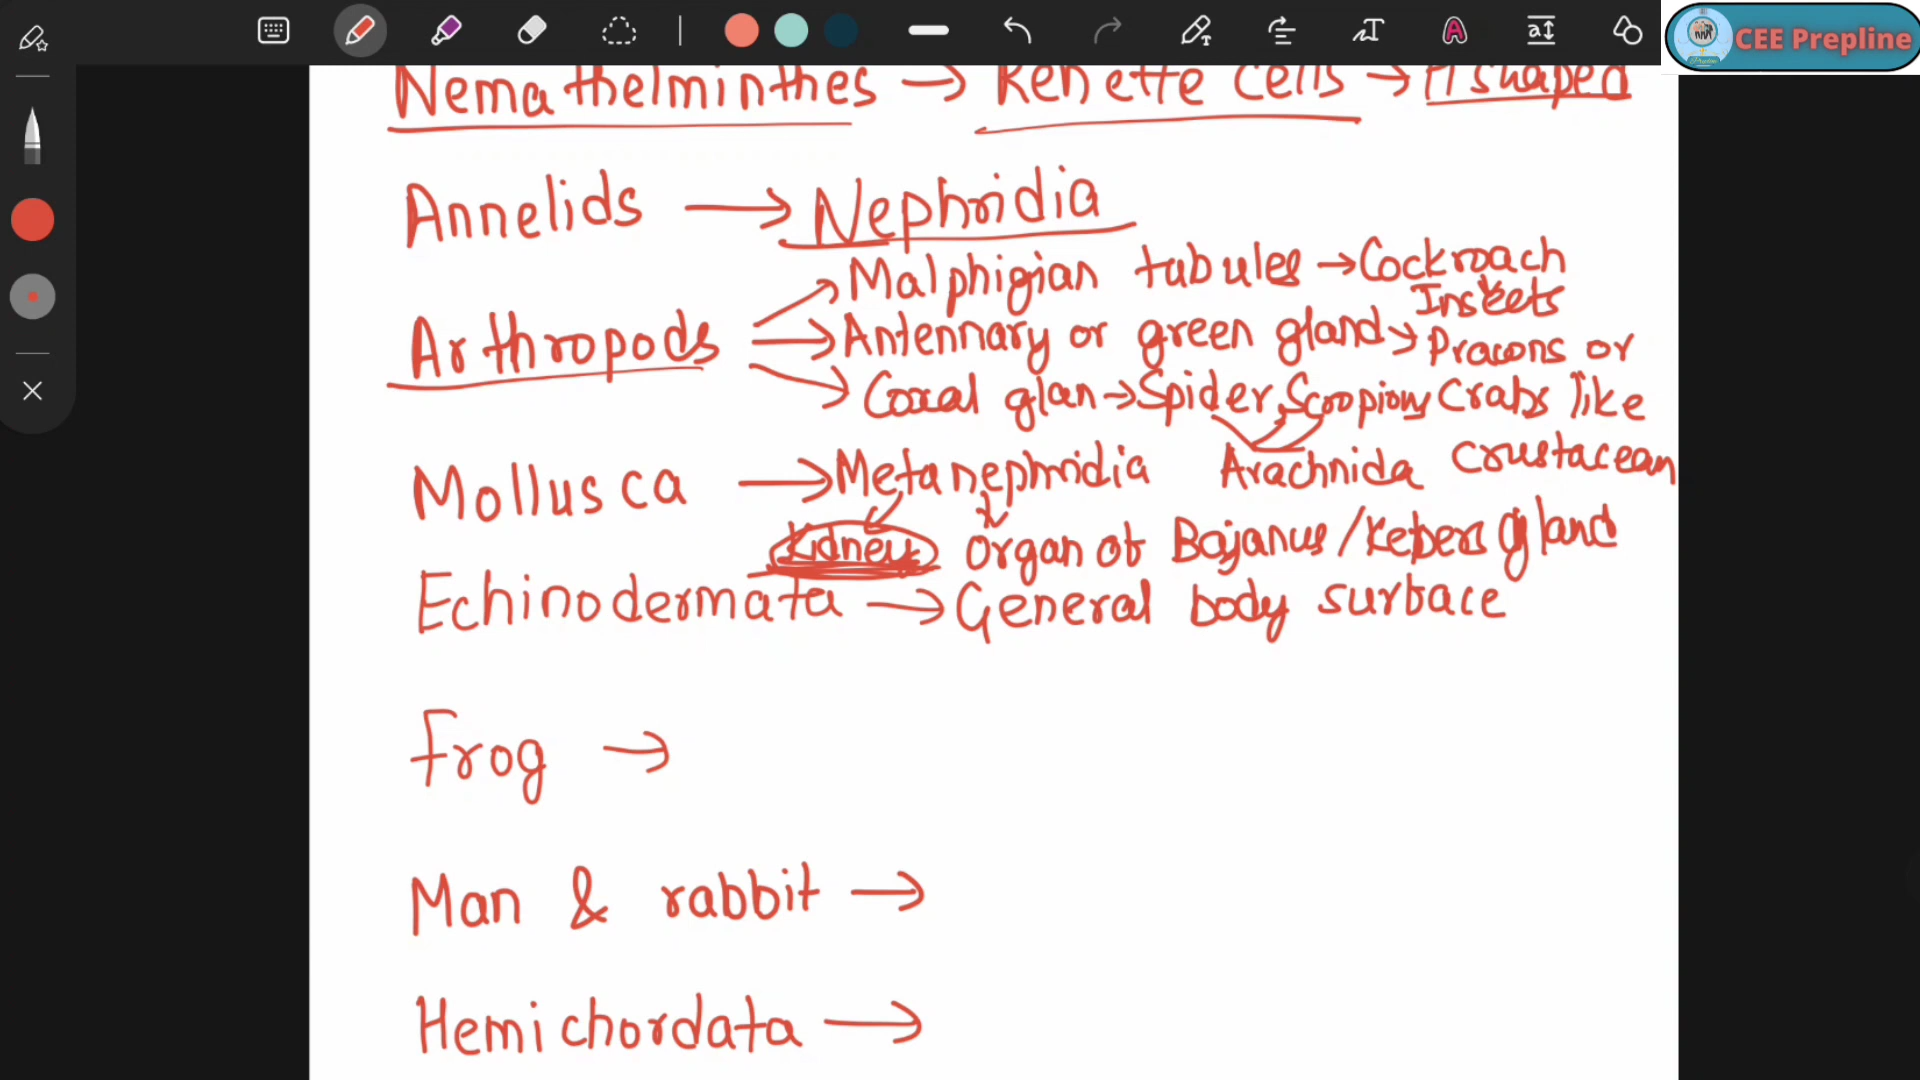 CEE Prepline
Nemathelminthes → Renette cells → H shaped
Annelids → Nephridia
Malphigian tubules → Cockroach
Insects
Arthropods → Antennary or green gland → Prawns or
Coxal glan → Spider, Scorpions Crabs like
Mollusca → Metanephridia Arachnida crustacean
Kidney Organ of Bojanus/Kebers gland
Echinodermata → General body surface
Frog →
Man & rabbit →
Hemichordata →